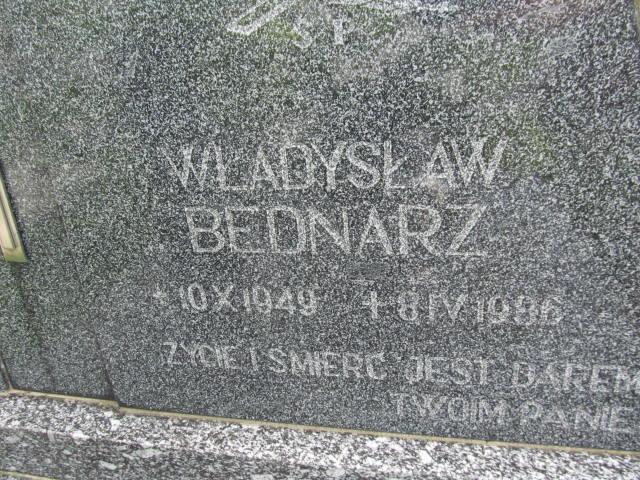 Ś P
WŁADYSŁAW
BEDNARZ
* 10 X 1949 + 8 IV 1986
ŻYCIE I ŚMIERĆ JEST DAREM
TWOIM PANIE